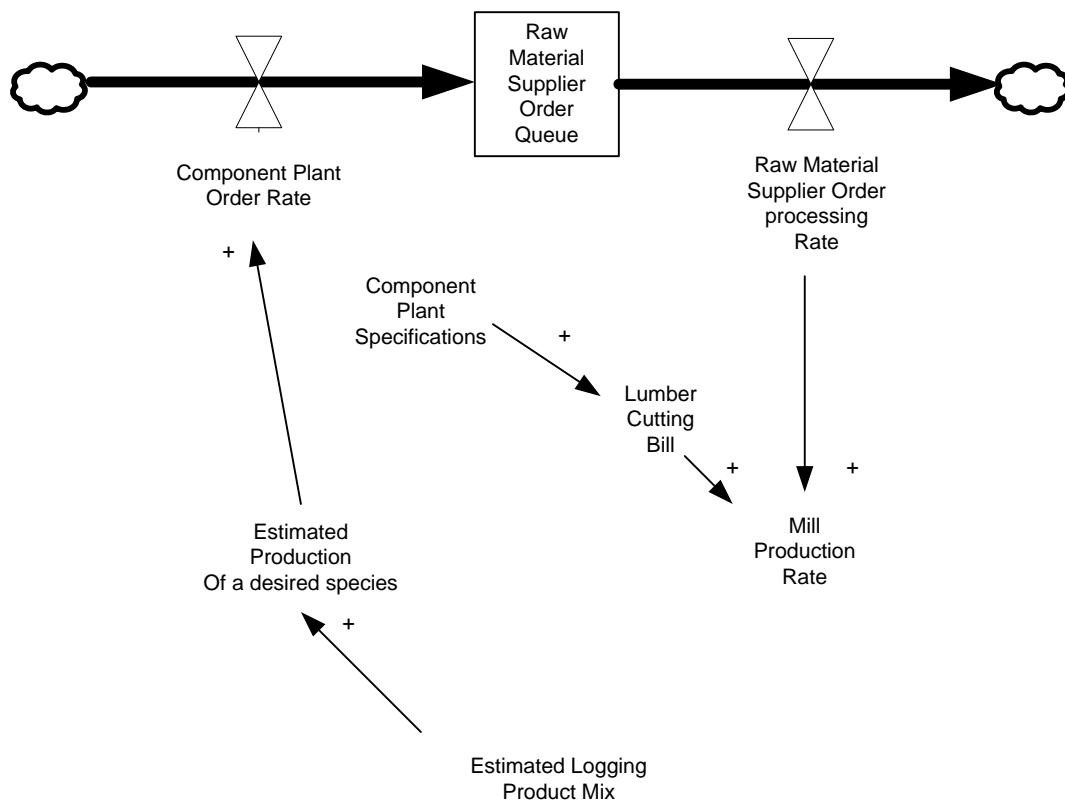 Raw
Material
Supplier
Order
Queue
Component Plant
Order Rate
Raw Material
Supplier Order
processing
Rate
+
Component
Plant
Specifications
+
Lumber
Cutting
Bill
+
+
Estimated
Production
Of a desired species
Mill
Production
Rate
+
Estimated Logging
Product Mix